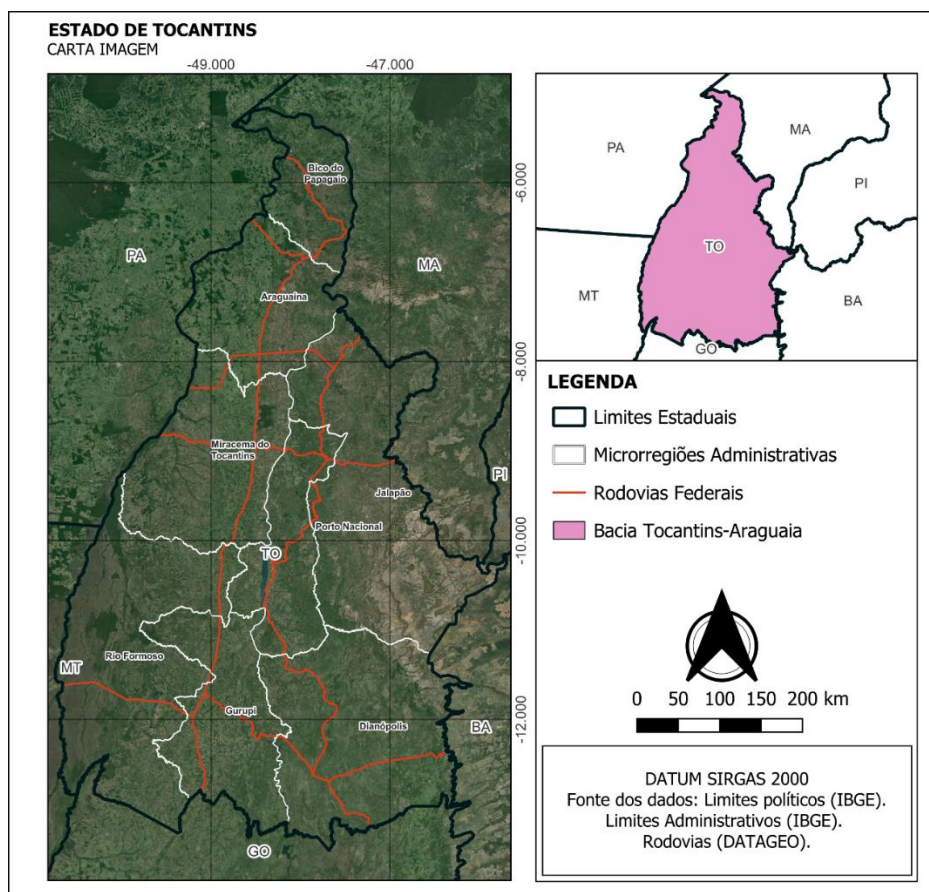 ESTADO DE TOCANTINS
CARTA IMAGEM
-49.000
-47.000
-6.000
-8.000
-10.000
-12.000
Bico do
Papagaio
PA
MA
Araguaína
Miracema do
Tocantins
PI
Jalapão
Porto Nacional
TO
Rio Formoso
MT
Gurupi
Dianópolis
BA
GO
PA
MA
PI
TO
MT
BA
GO
LEGENDA
Limites Estaduais
Microrregiões Administrativas
Rodovias Federais
Bacia Tocantins-Araguaia
0 50 100 150 200 km
DATUM SIRGAS 2000
Fonte dos dados: Limites políticos (IBGE).
Limites Administrativos (IBGE).
Rodovias (DATAGEO).